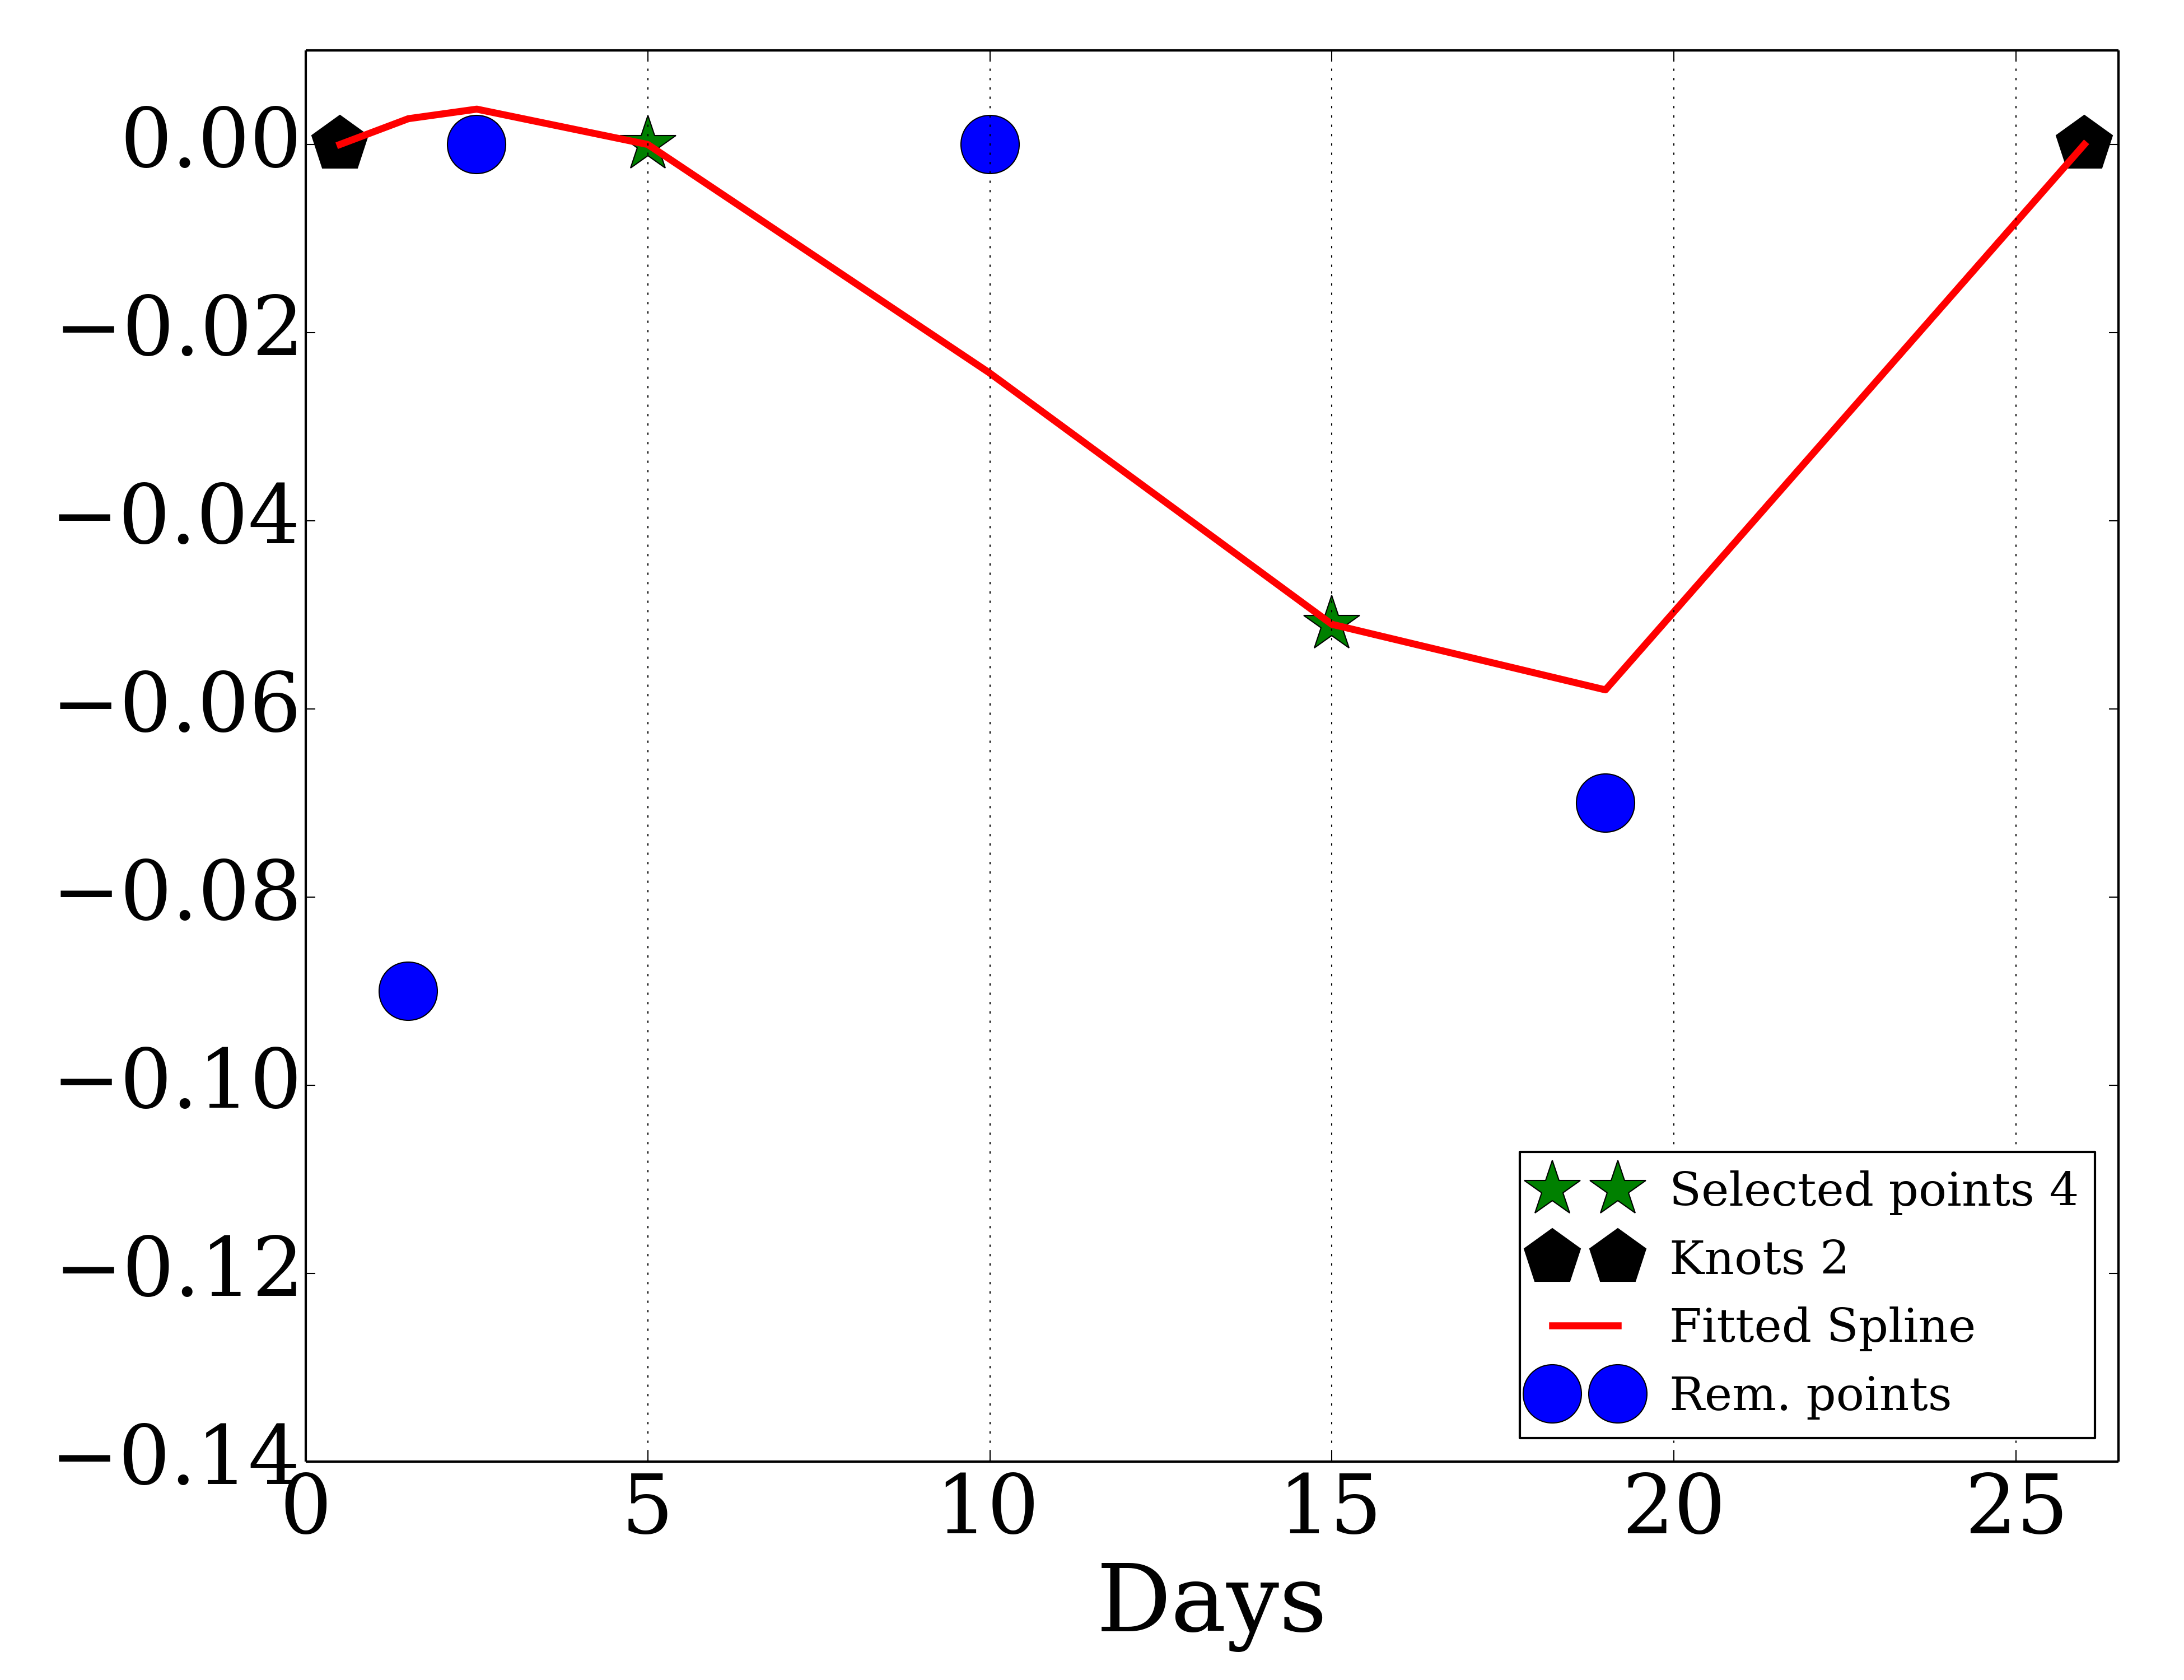 0.00
−0.02
−0.04
−0.06
−0.08
−0.10
−0.12
−0.14
0 5 10 15 20 25
Days
Selected points 4
Knots 2
Fitted Spline
Rem. points